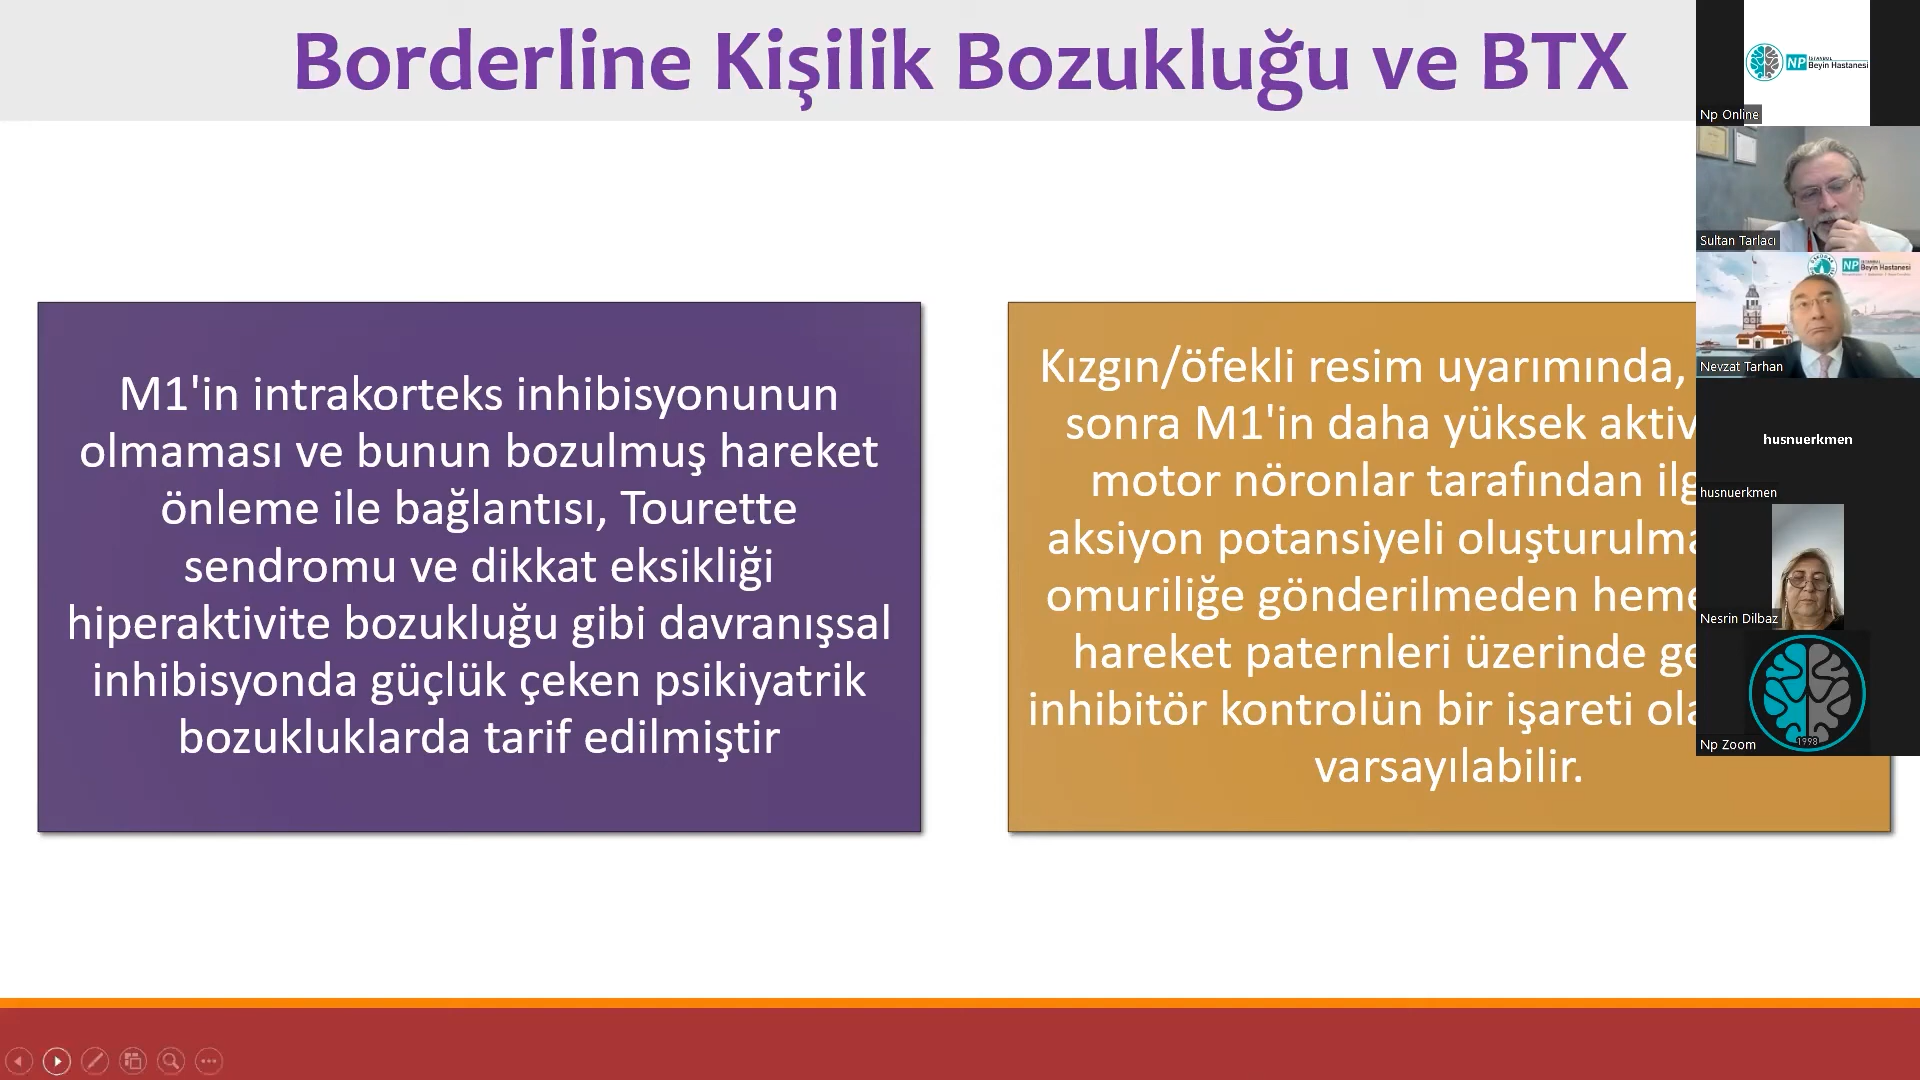 Borderline Kişilik Bozukluğu ve BTX
M1'in intrakorteks inhibisyonunun
olmaması ve bunun bozulmuş hareket
önleme ile bağlantısı, Tourette
sendromu ve dikkat eksikliği
hiperaktivite bozukluğu gibi davranışsal
inhibisyonda güçlük çeken psikiyatrik
bozukluklarda tarif edilmiştir
Kızgın/öfekli resim uyarımında,
sonra M1'in daha yüksek aktiv
motor nöronlar tarafından ilg
aksiyon potansiyeli oluşturulma
omuriliğe gönderilmeden heme
hareket paternleri üzerinde ge
inhibitör kontrolün bir işareti ola
varsayılabilir.
NP İSTANBUL
Beyin Hastanesi
Np Online
Sultan Tarlacı
NP İSTANBUL
Beyin Hastanesi
Nevzat Tarhan
husnuerkmen
husnuerkmen
Nesrin Dilbaz
1998
Np Zoom